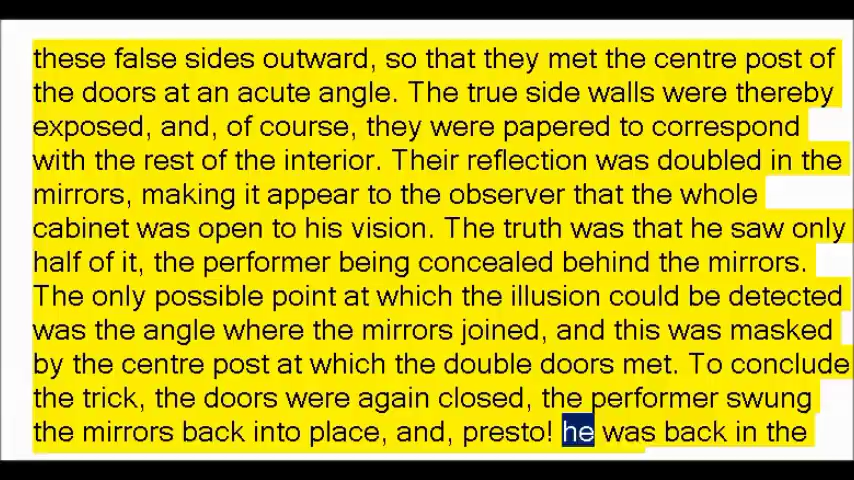 these false sides outward, so that they met the centre post of
the doors at an acute angle. The true side walls were thereby
exposed, and, of course, they were papered to correspond
with the rest of the interior. Their reflection was doubled in the
mirrors, making it appear to the observer that the whole
cabinet was open to his vision. The truth was that he saw only
half of it, the performer being concealed behind the mirrors.
The only possible point at which the illusion could be detected
was the angle where the mirrors joined, and this was masked
by the centre post at which the double doors met. To conclude
the trick, the doors were again closed, the performer swung
the mirrors back into place, and, presto! he was back in the